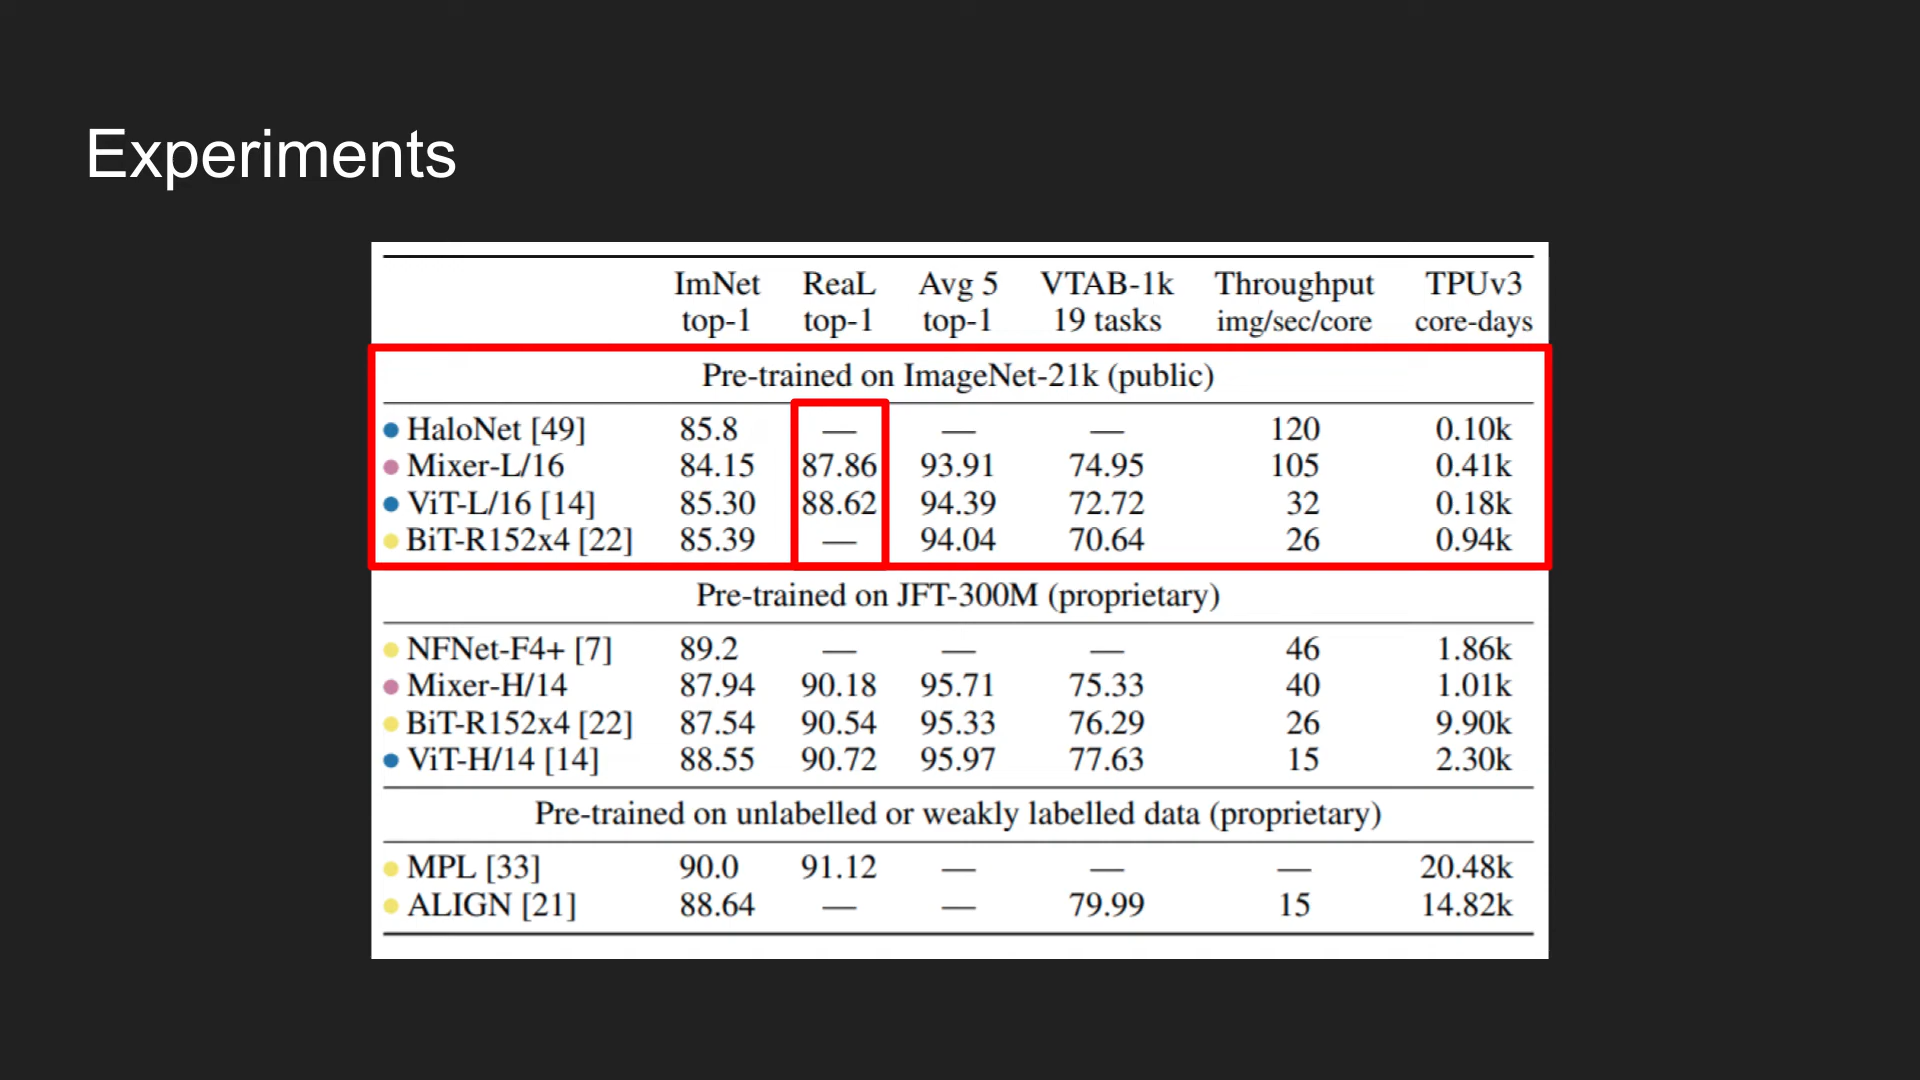 Experiments
ImNet ReaL Avg 5 VTAB-1k Throughput TPUv3
top-1 top-1 top-1 19 tasks img/sec/core core-days
Pre-trained on ImageNet-21k (public)
HaloNet [49] 85.8 — — — 120 0.10k
Mixer-L/16 84.15 87.86 93.91 74.95 105 0.41k
ViT-L/16 [14] 85.30 88.62 94.39 72.72 32 0.18k
BiT-R152x4 [22] 85.39 — 94.04 70.64 26 0.94k
Pre-trained on JFT-300M (proprietary)
NFNet-F4+ [7] 89.2 — — — 46 1.86k
Mixer-H/14 87.94 90.18 95.71 75.33 40 1.01k
BiT-R152x4 [22] 87.54 90.54 95.33 76.29 26 9.90k
ViT-H/14 [14] 88.55 90.72 95.97 77.63 15 2.30k
Pre-trained on unlabelled or weakly labelled data (proprietary)
MPL [33] 90.0 91.12 — — — 20.48k
ALIGN [21] 88.64 — — 79.99 15 14.82k